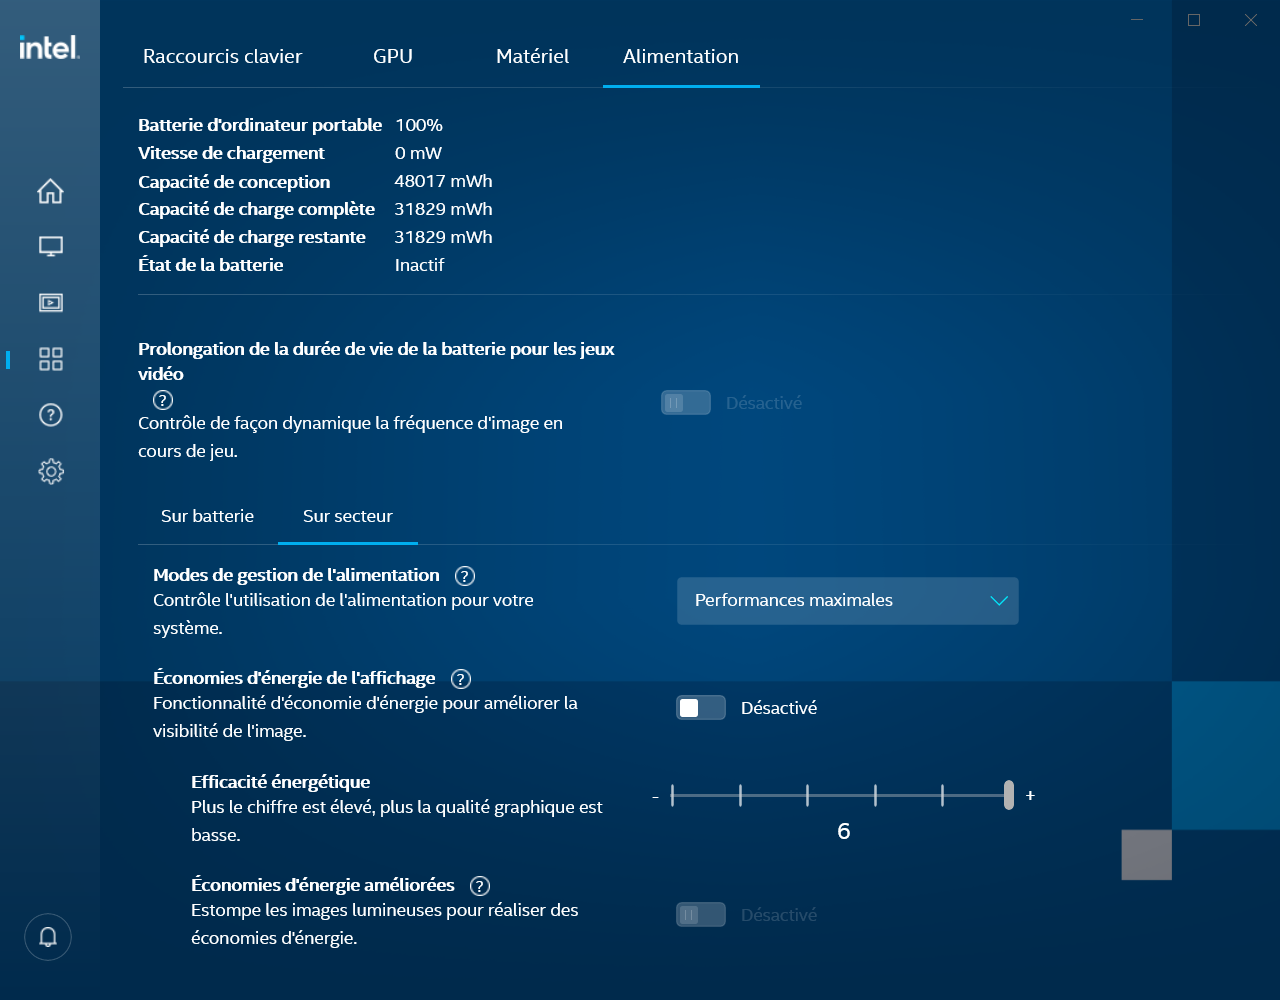 intel.
Raccourcis clavier GPU Matériel Alimentation
Batterie d'ordinateur portable 100%
Vitesse de chargement 0 mW
Capacité de conception 48017 mWh
Capacité de charge complète 31829 mWh
Capacité de charge restante 31829 mWh
État de la batterie Inactif
Prolongation de la durée de vie de la batterie pour les jeux
vidéo
?
Désactivé
Contrôle de façon dynamique la fréquence d'image en
cours de jeu.
Sur batterie Sur secteur
Modes de gestion de l'alimentation ?
Contrôle l'utilisation de l'alimentation pour votre
système.
Performances maximales
Économies d'énergie de l'affichage ?
Fonctionnalité d'économie d'énergie pour améliorer la
visibilité de l'image.
Désactivé
Efficacité énergétique
Plus le chiffre est élevé, plus la qualité graphique est
basse.
- +
6
Économies d'énergie améliorées ?
Estompe les images lumineuses pour réaliser des
économies d'énergie.
Désactivé